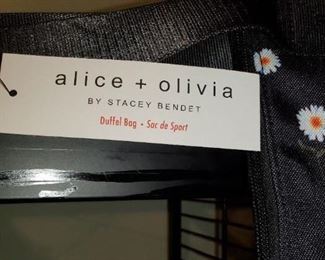 alice + olivia
BY STACEY BENDET
Duffel Bag • Sac de Sport